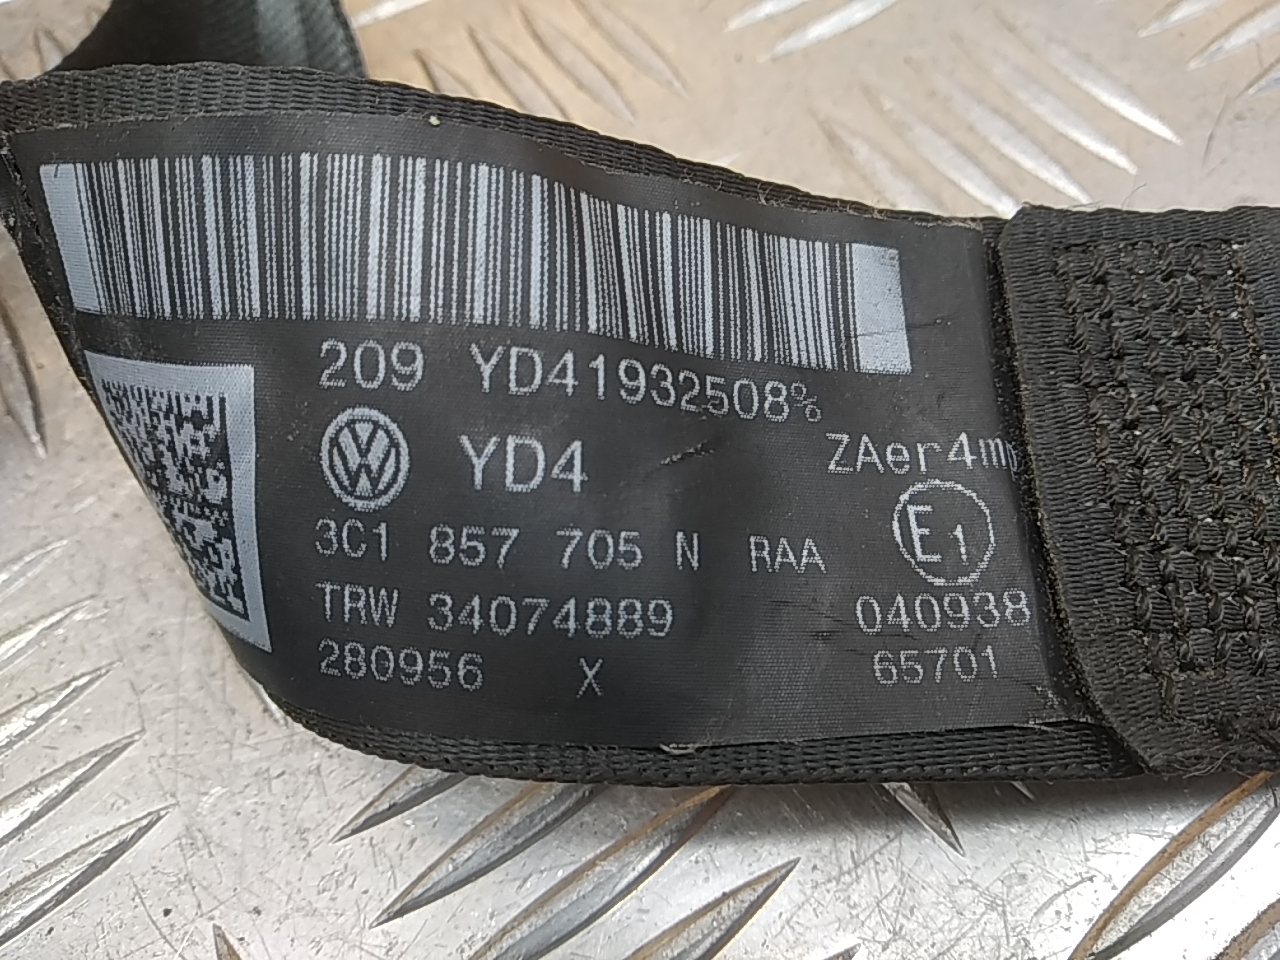 209 YD41932508%
YD4
ZAer4m
3C1 857 705 N RAA
E1
TRW 34074889
040938
280956 X
65701